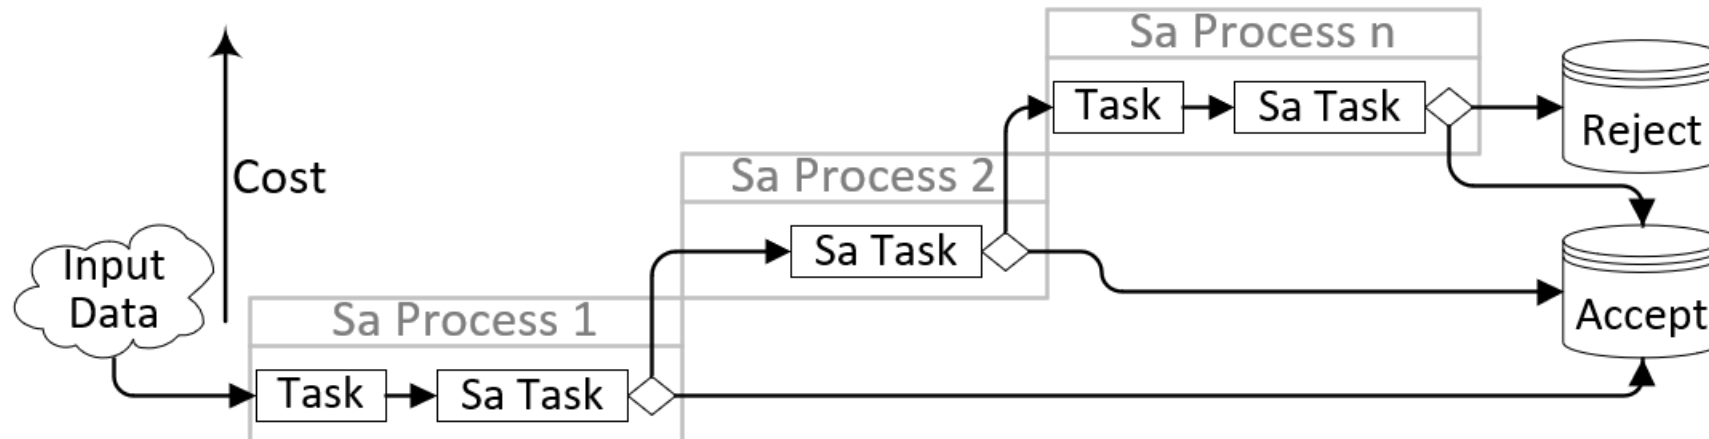 Sa Process n
Task
Sa Task
Reject
Cost
Sa Process 2
Sa Task
Input
Data
Accept
Sa Process 1
Task
Sa Task